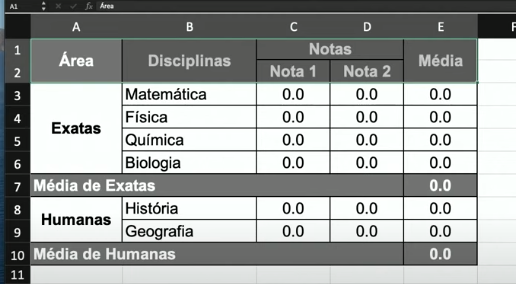 A1 fx Área
A B C D E F
1 Área Disciplinas Notas Média
2 Nota 1 Nota 2
3 Exatas Matemática 0.0 0.0 0.0
4 Física 0.0 0.0 0.0
5 Química 0.0 0.0 0.0
6 Biologia 0.0 0.0 0.0
7 Média de Exatas 0.0
8 Humanas História 0.0 0.0 0.0
9 Geografia 0.0 0.0 0.0
10 Média de Humanas 0.0
11